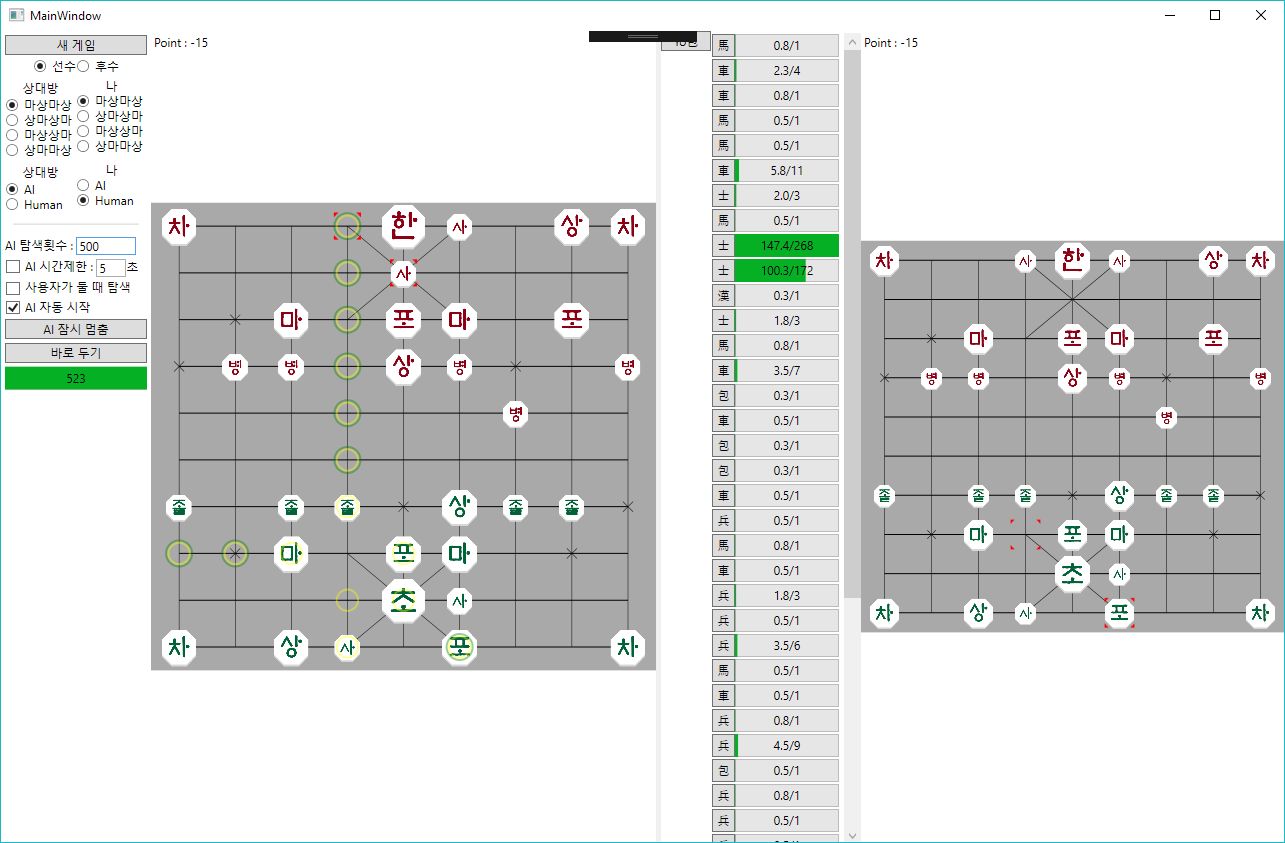 MainWindow
새 게임
선수 후수
상대방 나
마상마상 마상마상
상마상마 상마상마
마상상마 마상상마
상마마상 상마마상
상대방 나
AI AI
Human Human
AI 탐색횟수 : 500
AI 시간제한 : 5 초
사용자가 둘 때 탐색
AI 자동 시작
AI 잠시 멈춤
바로 두기
523
Point : -15
차 한 사 상 차
사
마 포 마 포
병 병 상 병 병
병
졸 졸 졸 상 졸 졸
마 포 마
초 사
차 상 사 포 차
馬 0.8/1
車 2.3/4
車 0.8/1
馬 0.5/1
馬 0.5/1
車 5.8/11
士 2.0/3
馬 0.5/1
士 147.4/268
士 100.3/172
漢 0.3/1
士 1.8/3
馬 0.8/1
車 3.5/7
包 0.3/1
車 0.5/1
包 0.3/1
包 0.3/1
車 0.5/1
兵 0.5/1
馬 0.8/1
車 0.5/1
兵 1.8/3
兵 0.5/1
兵 3.5/6
馬 0.5/1
車 0.5/1
兵 0.8/1
兵 4.5/9
包 0.5/1
兵 0.8/1
兵 0.5/1
Point : -15
차 사 한 사 상 차
마 포 마 포
병 병 상 병 병
병
졸 졸 졸 상 졸 졸
마 포 마
초 사
차 상 사 포 차